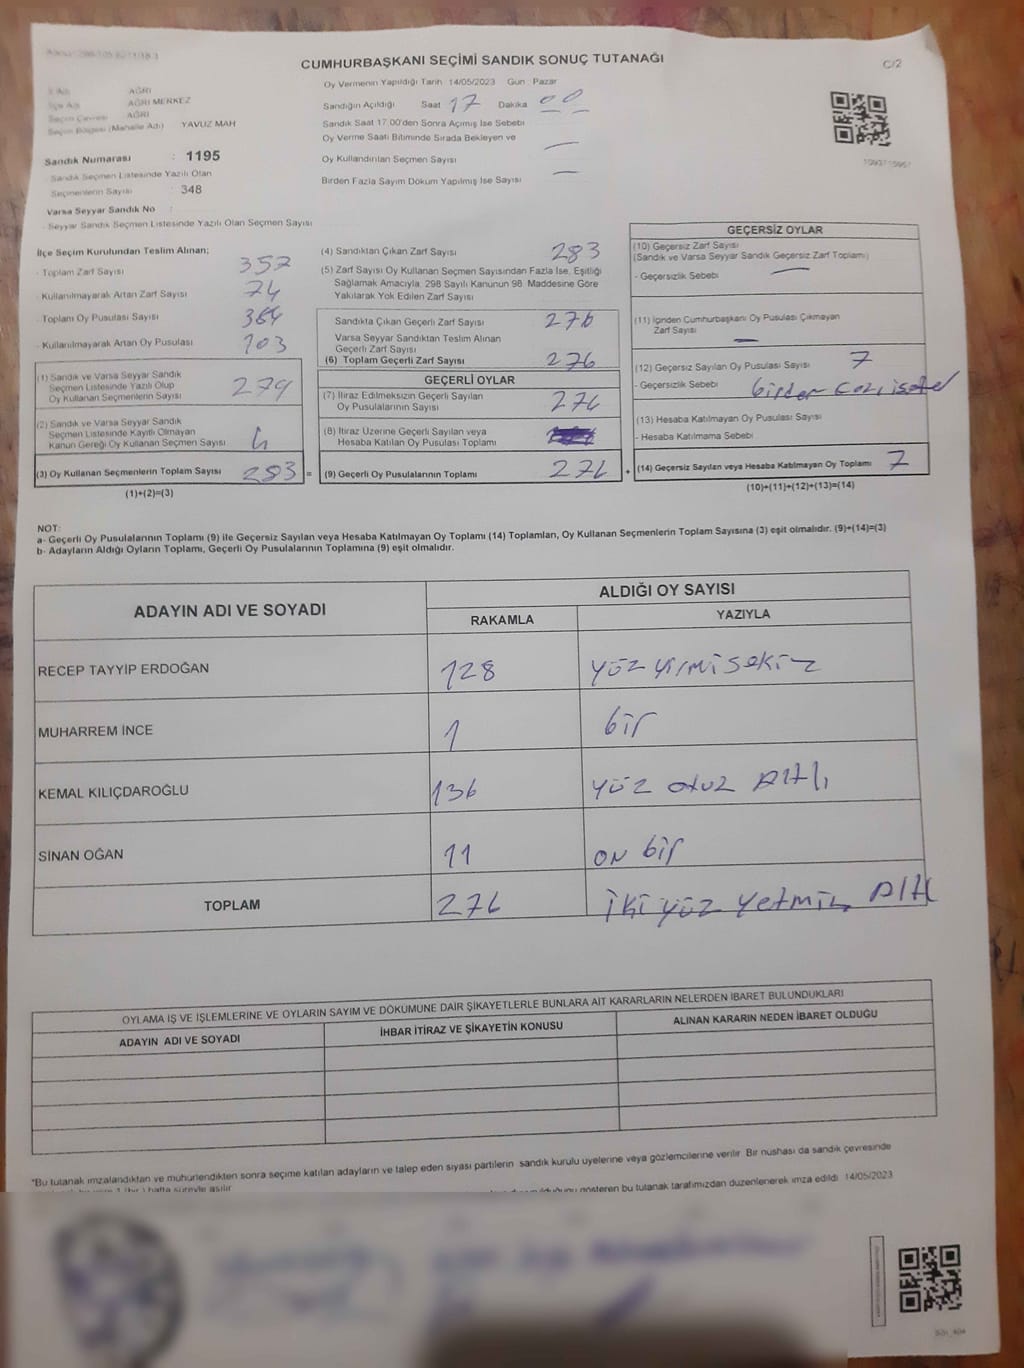 CUMHURBAŞKANI SEÇİMİ SANDIK SONUÇ TUTANAĞI
C/2
Oy Vermenin Yapıldığı Tarih 14/05/2023 Gün : Pazar
İl Adı AĞRI
İlçe Adı AĞRI MERKEZ
Seçim Çevresi AĞRI
Seçim Bölgesi (Mahalle Adı) YAVUZ MAH
Sandık Numarası : 1195
- Sandık Seçmen Listesinde Yazılı Olan
Seçmenlerin Sayısı : 348
Varsa Seyyar Sandık No :
- Seyyar Sandık Seçmen Listesinde Yazılı Olan Seçmen Sayısı
Sandığın Açıldığı Saat 17 Dakika 00
Sandık Saat 17.00'den Sonra Açımış İse Sebebi
Oy Verme Saati Bitiminde Sırada Bekleyen ve
Oy Kullandırılan Seçmen Sayısı
Birden Fazla Sayım Döküm Yapılmış İse Sayısı
İlçe Seçim Kurulundan Teslim Alınan;
- Toplam Zarf Sayısı 357
- Kullanılmayarak Artan Zarf Sayısı 74
- Toplam Oy Pusulası Sayısı
- Kullanılmayarak Artan Oy Pusulası 103
(1) Sandık ve Varsa Seyyar Sandık
Seçmen Listesinde Yazılı Olup
Oy Kullanan Seçmenlerin Sayısı 279
(2) Sandık ve Varsa Seyyar Sandık
Seçmen Listesinde Kayıtlı Olmayan
Kanun Gereği Oy Kullanan Seçmen Sayısı 4
(3) Oy Kullanan Seçmenlerin Toplam Sayısı 283 =
(1)+(2)=(3)
(4) Sandıktan Çıkan Zarf Sayısı 283
(5) Zarf Sayısı Oy Kullanan Seçmen Sayısından Fazla İse, Eşitliği
Sağlamak Amacıyla, 298 Sayılı Kanunun 98. Maddesine Göre
Yakılarak Yok Edilen Zarf Sayısı
Sandıkta Çıkan Geçerli Zarf Sayısı 276
Varsa Seyyar Sandıktan Teslim Alınan
Geçerli Zarf Sayısı
(6) Toplam Geçerli Zarf Sayısı 276
GEÇERLİ OYLAR
(7) İtiraz Edilmeksizin Geçerli Sayılan
Oy Pusulalarının Sayısı 276
(8) İtiraz Üzerine Geçerli Sayılan veya
Hesaba Katılan Oy Pusulası Toplamı
(9) Geçerli Oy Pusulalarının Toplamı 276 +
GEÇERSİZ OYLAR
(10) Geçersiz Zarf Sayısı
(Sandık ve Varsa Seyyar Sandık Geçersiz Zarf Toplamı)
- Geçersizlik Sebebi
(11) İçinden Cumhurbaşkanı Oy Pusulası Çıkmayan
Zarf Sayısı
(12) Geçersiz Sayılan Oy Pusulası Sayısı 7
- Geçersizlik Sebebi
(13) Hesaba Katılmayan Oy Pusulası Sayısı
- Hesaba Katılmama Sebebi
(14) Geçersiz Sayılan veya Hesaba Katılmayan Oy Toplamı 7
(10)+(11)+(12)+(13)=(14)
NOT:
a- Geçerli Oy Pusulalarının Toplamı (9) ile Geçersiz Sayılan veya Hesaba Katılmayan Oy Toplamı (14) Toplamları, Oy Kullanan Seçmenlerin Toplam Sayısına (3) eşit olmalıdır. (9)+(14)=(3)
b- Adayların Aldığı Oyların Toplamı, Geçerli Oy Pusulalarının Toplamına (9) eşit olmalıdır.
ADAYIN ADI VE SOYADI ALDIĞI OY SAYISI
RAKAMLA YAZIYLA
RECEP TAYYİP ERDOĞAN 128 yüz yirmi sekiz
MUHARREM İNCE 1 bir
KEMAL KILIÇDAROĞLU 136 yüz otuz Altı
SİNAN OĞAN 11 on bir
TOPLAM 276 iki yüz yetmiş Altı
OYLAMA İŞ VE İŞLEMLERİNE VE OYLARIN SAYIM VE DÖKÜMÜNE DAİR ŞİKAYETLERLE BUNLARA AİT KARARLARIN NELERDEN İBARET BULUNDUKLARI
ADAYIN ADI VE SOYADI İHBAR İTİRAZ VE ŞİKAYETİN KONUSU ALINAN KARARIN NEDEN İBARET OLDUĞU
"Bu tutanak imzalandıktan ve mühürlendikten sonra seçime katılan adayların ve talep eden siyasi partilerin sandık kurulu üyelerine veya gözlemcilerine verilir. Bir nüshası da sandık çevresinde
gösteren bu tutanak tarafımızdan düzenlenerek imza edildi. 14/05/2023